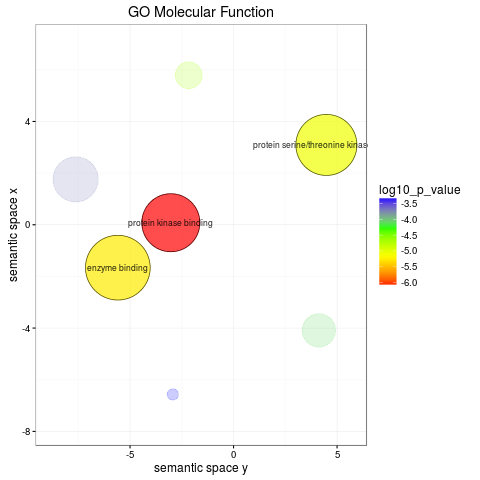 GO Molecular Function
protein serine/threonine kinas
protein kinase binding
enzyme binding
4
0
-4
-8
-5
0
5
semantic space x
semantic space y
log10_p_value
-3.5
-4.0
-4.5
-5.0
-5.5
-6.0